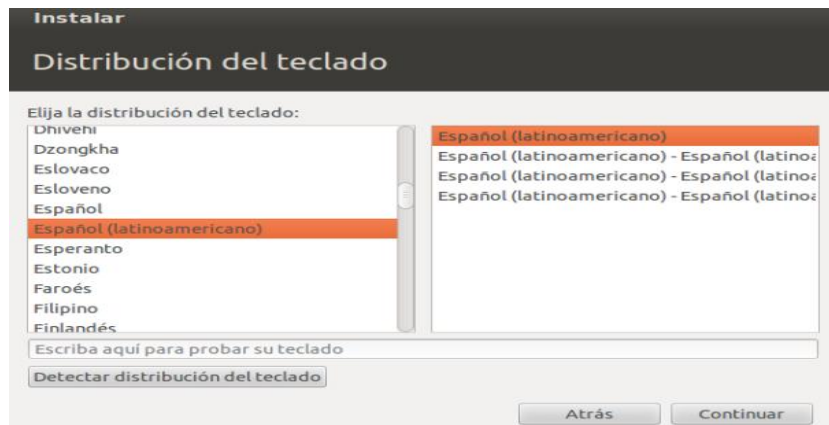 Instalar
Distribución del teclado
Elija la distribución del teclado:
Dhivehi
Dzongkha
Eslovaco
Esloveno
Español
Español (latinoamericano)
Esperanto
Estonio
Faroés
Filipino
Finlandés
Español (latinoamericano)
Español (latinoamericano) - Español (latinoa
Español (latinoamericano) - Español (latinoa
Español (latinoamericano) - Español (latinoa
Escriba aquí para probar su teclado
Detectar distribución del teclado
Atrás
Continuar